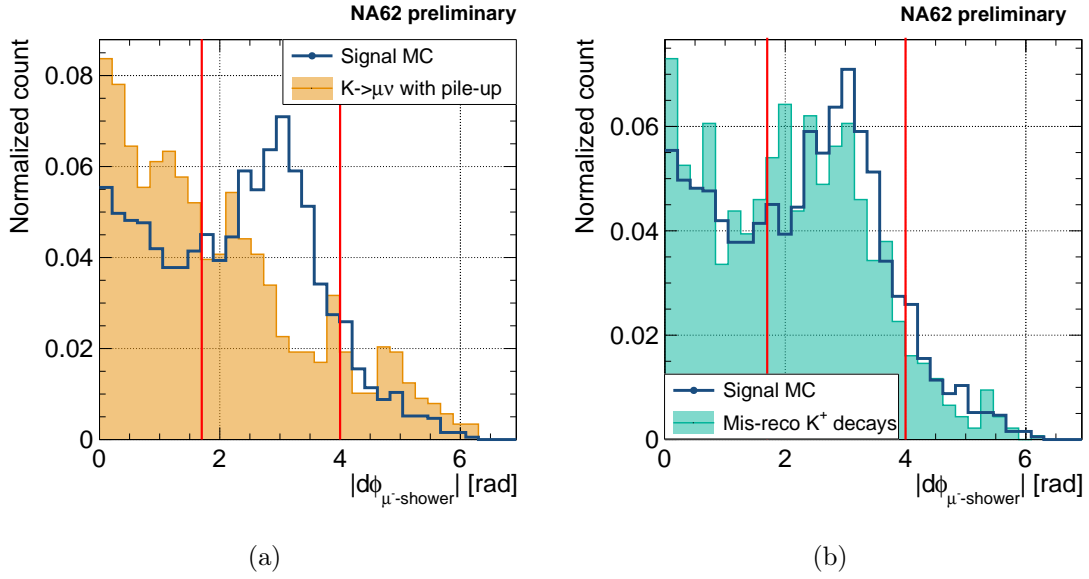 NA62 preliminary
Normalized count
0.08
0.06
0.04
0.02
0
Signal MC
K->μν with pile-up
0 2 4 6
|dϕμ⁻-shower| [rad]
(a)
NA62 preliminary
Normalized count
0.06
0.04
0.02
0
Signal MC
Mis-reco K⁺ decays
0 2 4 6
|dϕμ⁻-shower| [rad]
(b)